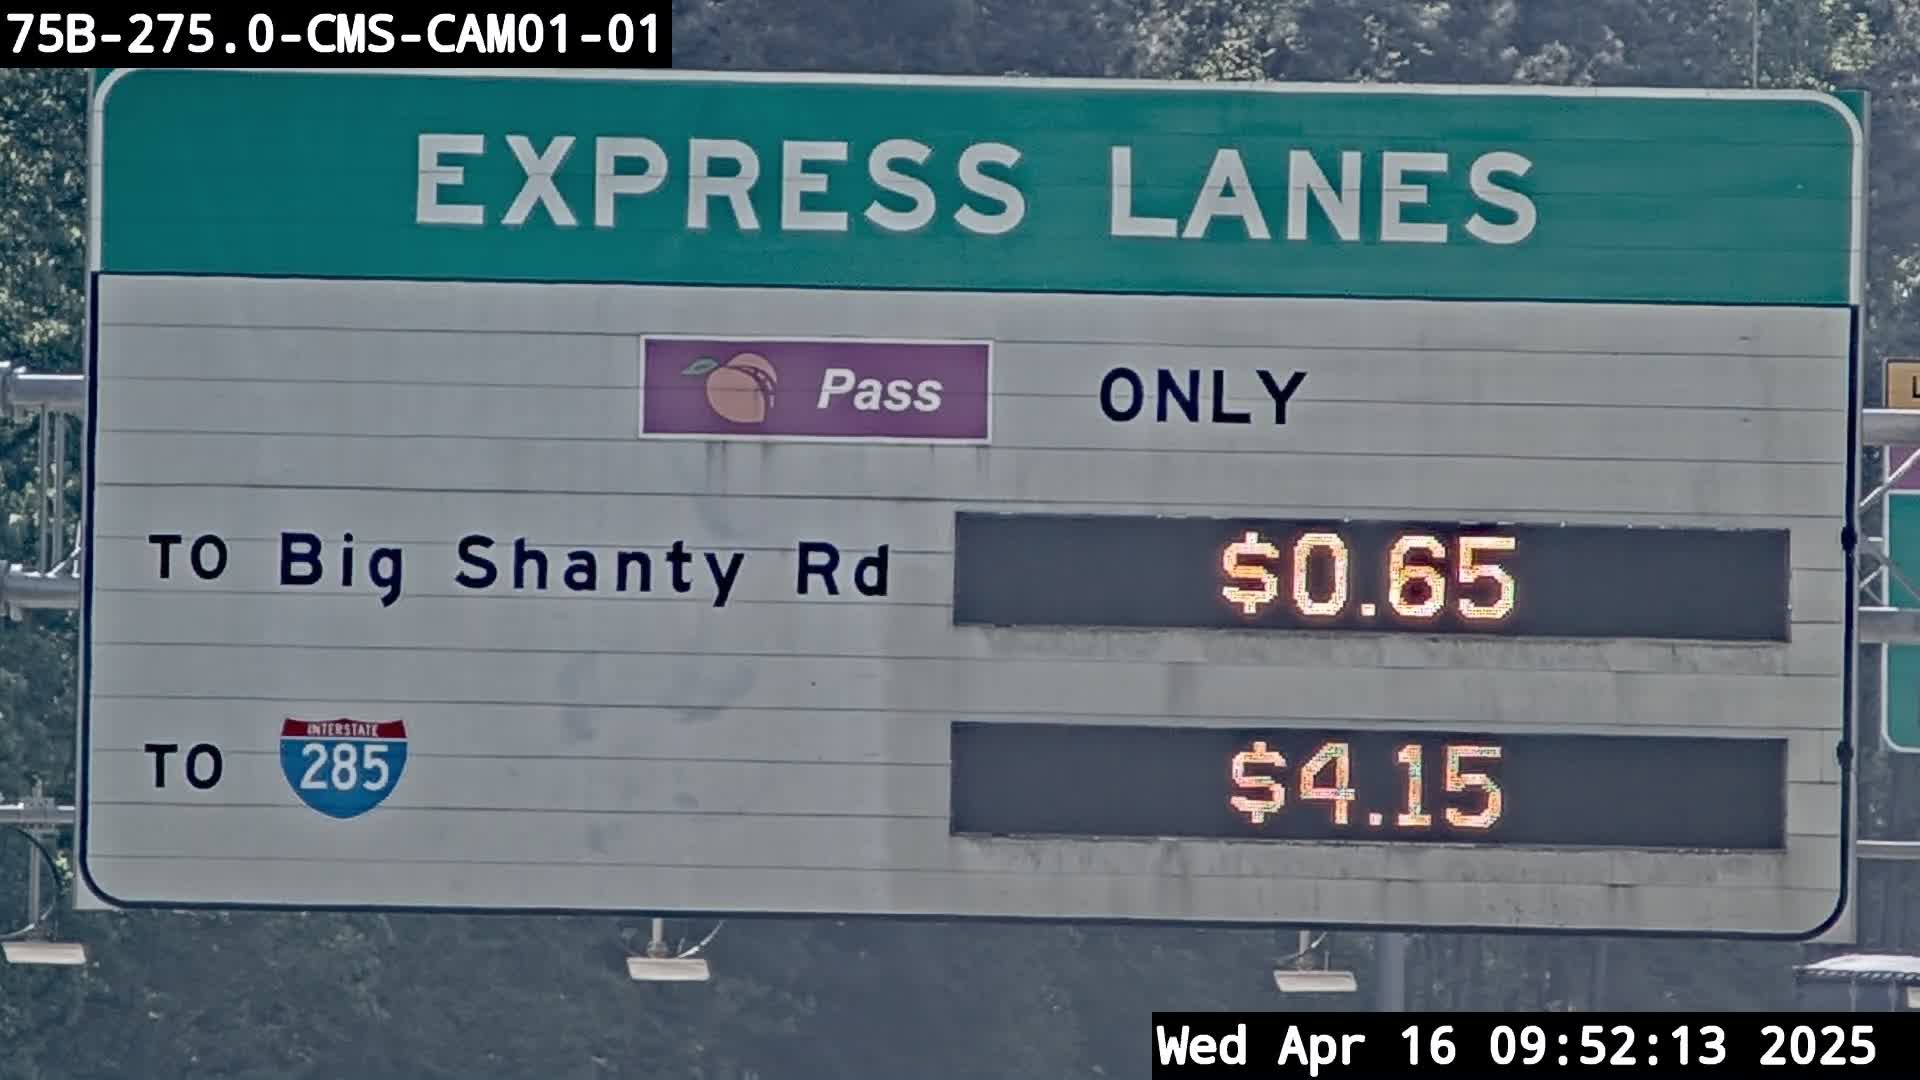 75B-275.0-CMS-CAM01-01
EXPRESS LANES
Pass ONLY
TO Big Shanty Rd $0.65
INTERSTATE
TO 285 $4.15
Wed Apr 16 09:52:13 2025